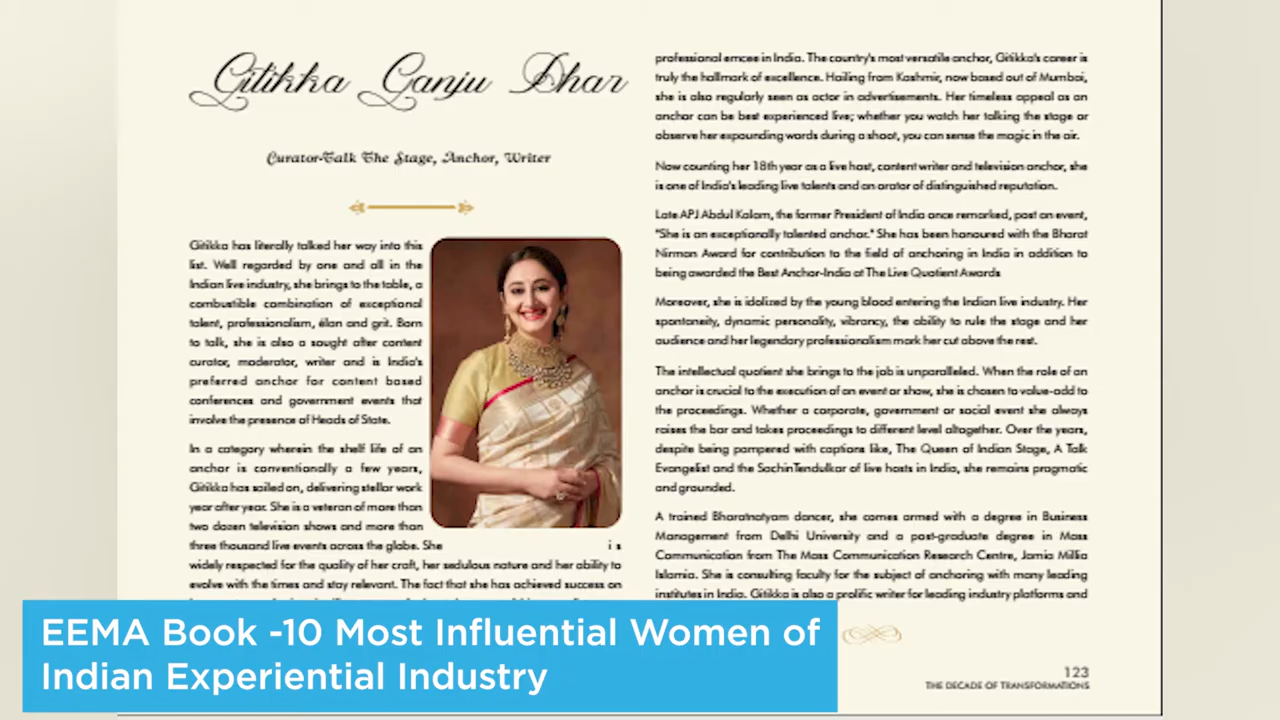 Gitikka Ganju Dhar
Curator-Talk The Stage, Anchor, Writer
Gitikka has literally talked her way into this
list. Well regarded by one and all in the
Indian live industry, she brings to the table, a
combustible combination of exceptional
talent, professionalism, élan and grit. Born
to talk, she is also a sought after content
curator, moderator, writer and is India's
preferred anchor for content based
conferences and government events that
involve the presence of Heads of State.
In a category wherein the shelf life of an
anchor is conventionally a few years,
Gitikka has sailed on, delivering stellar work
year after year. She is a veteran of more than
two dozen television shows and more than
three thousand live events across the globe. She is
widely respected for the quality of her craft, her sedulous nature and her ability to
evolve with the times and stay relevant. The fact that she has achieved success on
professional emcee in India. The country's most versatile anchor, Gitikka's career is
truly the hallmark of excellence. Hailing from Kashmir, now based out of Mumbai,
she is also regularly seen as actor in advertisements. Her timeless appeal as an
anchor can be best experienced live; whether you watch her talking the stage or
observe her expounding words during a shoot, you can sense the magic in the air.
Now counting her 18th year as a live host, content writer and television anchor, she
is one of India's leading live talents and an orator of distinguished reputation.
Late APJ Abdul Kalam, the former President of India once remarked, post an event,
"She is an exceptionally talented anchor." She has been honoured with the Bharat
Nirman Award for contribution to the field of anchoring in India in addition to
being awarded the Best Anchor-India at The Live Quotient Awards
Moreover, she is idolized by the young blood entering the Indian live industry. Her
spontaneity, dynamic personality, vibrancy, the ability to rule the stage and her
audience and her legendary professionalism mark her cut above the rest.
The intellectual quotient she brings to the job is unparalleled. When the role of an
anchor is crucial to the execution of an event or show, she is chosen to value-add to
the proceedings. Whether a corporate, government or social event she always
raises the bar and takes proceedings to different level altogether. Over the years,
despite being pampered with captions like, The Queen of Indian Stage, A Talk
Evangelist and the SachinTendulkar of live hosts in India, she remains pragmatic
and grounded.
A trained Bharatnatyam dancer, she comes armed with a degree in Business
Management from Delhi University and a post-graduate degree in Mass
Communication from The Mass Communication Research Centre, Jamia Millia
Islamia. She is consulting faculty for the subject of anchoring with many leading
institutes in India. Gitikka is also a prolific writer for leading industry platforms and
123
THE DECADE OF TRANSFORMATIONS
EEMA Book -10 Most Influential Women of
Indian Experiential Industry